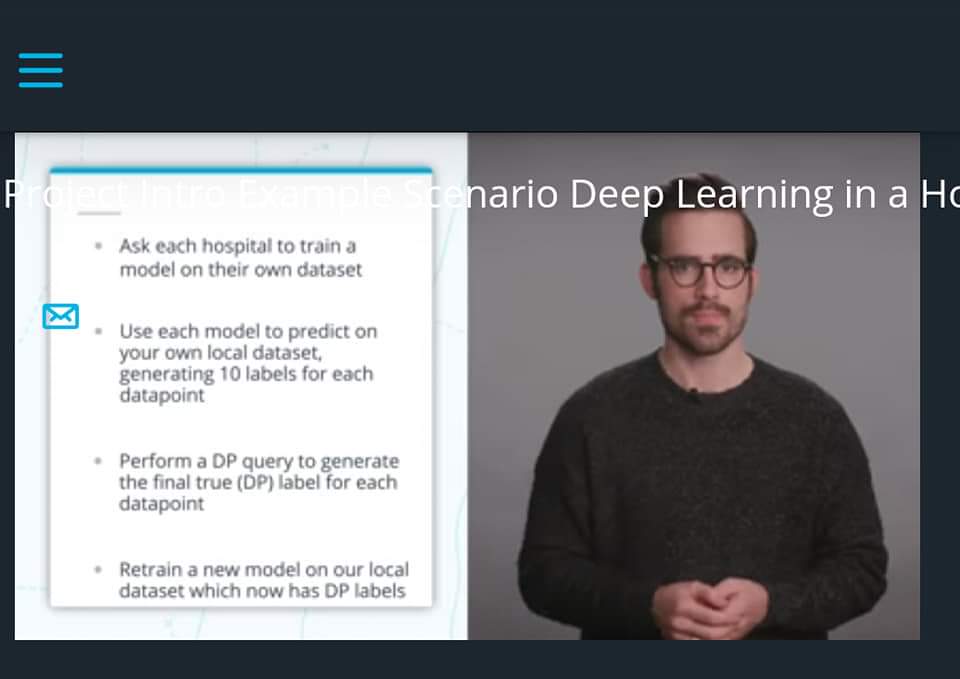 Project Intro Example Scenario Deep Learning in a Ho
Ask each hospital to train a
model on their own dataset
Use each model to predict on
your own local dataset,
generating 10 labels for each
datapoint
Perform a DP query to generate
the final true (DP) label for each
datapoint
Retrain a new model on our local
dataset which now has DP labels